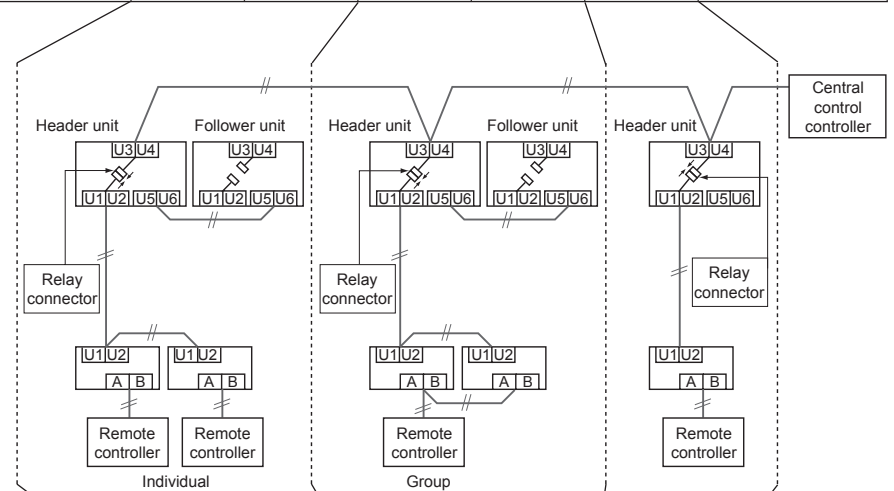 Central
control
controller
Header unit
Follower unit
Header unit
Follower unit
Header unit
U3 U4
U3 U4
U3 U4
U3 U4
U3 U4
U1 U2 U5 U6
U1 U2 U5 U6
U1 U2 U5 U6
U1 U2 U5 U6
U1 U2 U5 U6
Relay
connector
Relay
connector
Relay
connector
U1 U2
U1 U2
U1 U2
U1 U2
U1 U2
A B
A B
A B
A B
A B
Remote
controller
Remote
controller
Remote
controller
Remote
controller
Individual
Group